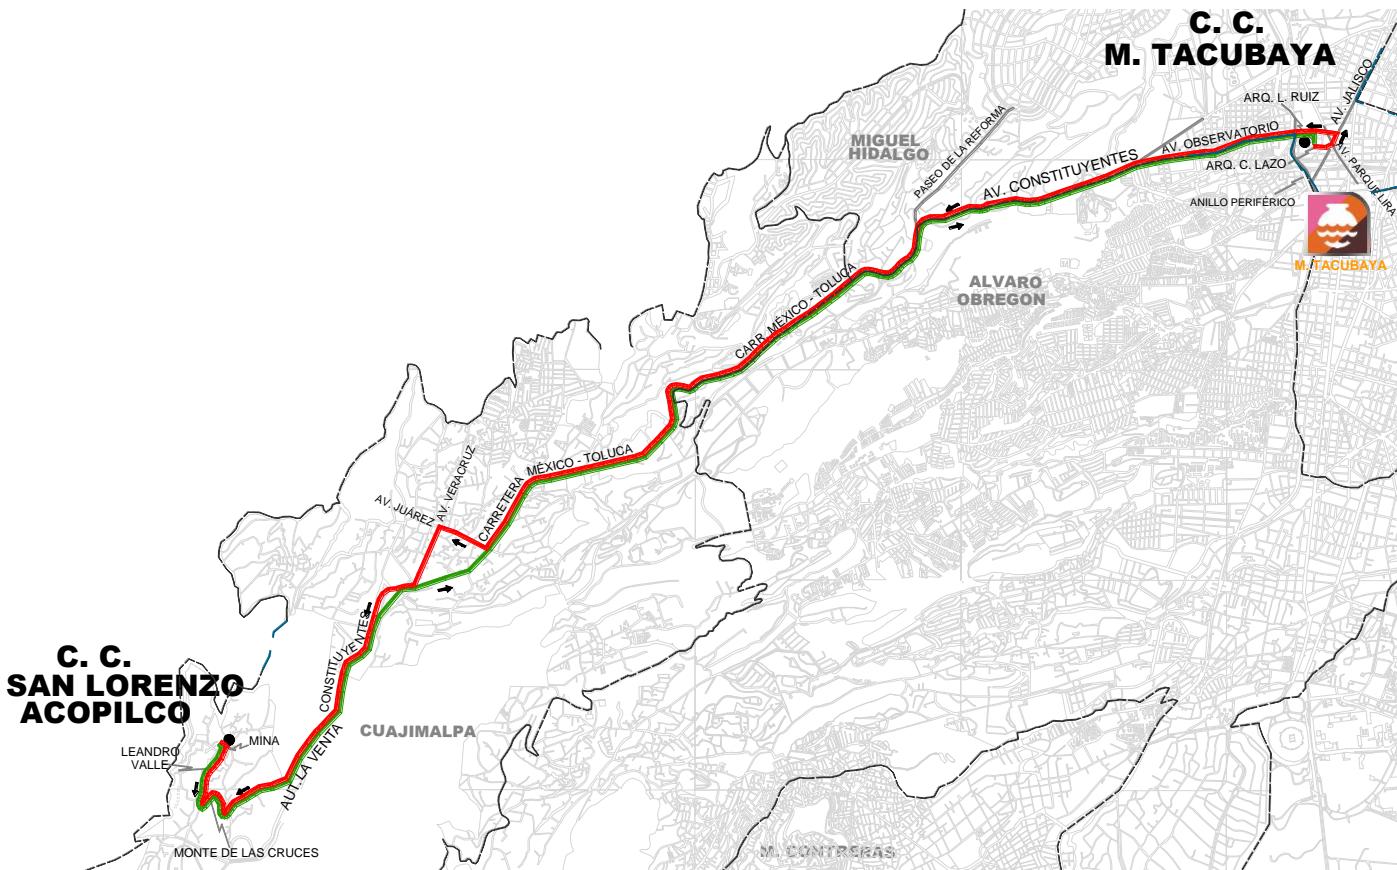 C. C.
M. TACUBAYA
ARQ. L. RUIZ
AV. JALISCO
AV. OBSERVATORIO
ARQ. C. LAZO
AV. PARQUE LIRA
ANILLO PERIFÉRICO
M. TACUBAYA
MIGUEL
HIDALGO
PASEO DE LA REFORMA
AV. CONSTITUYENTES
ALVARO
OBREGON
CARR. MÉXICO - TOLUCA
MÉXICO - TOLUCA
CARRETERA
AV. VERACRUZ
AV. JUÁREZ
CONSTITUYENTES
AUT. LA VENTA
CUAJIMALPA
C. C.
SAN LORENZO
ACOPILCO
MINA
LEANDRO
VALLE
MONTE DE LAS CRUCES
M. CONTRERAS